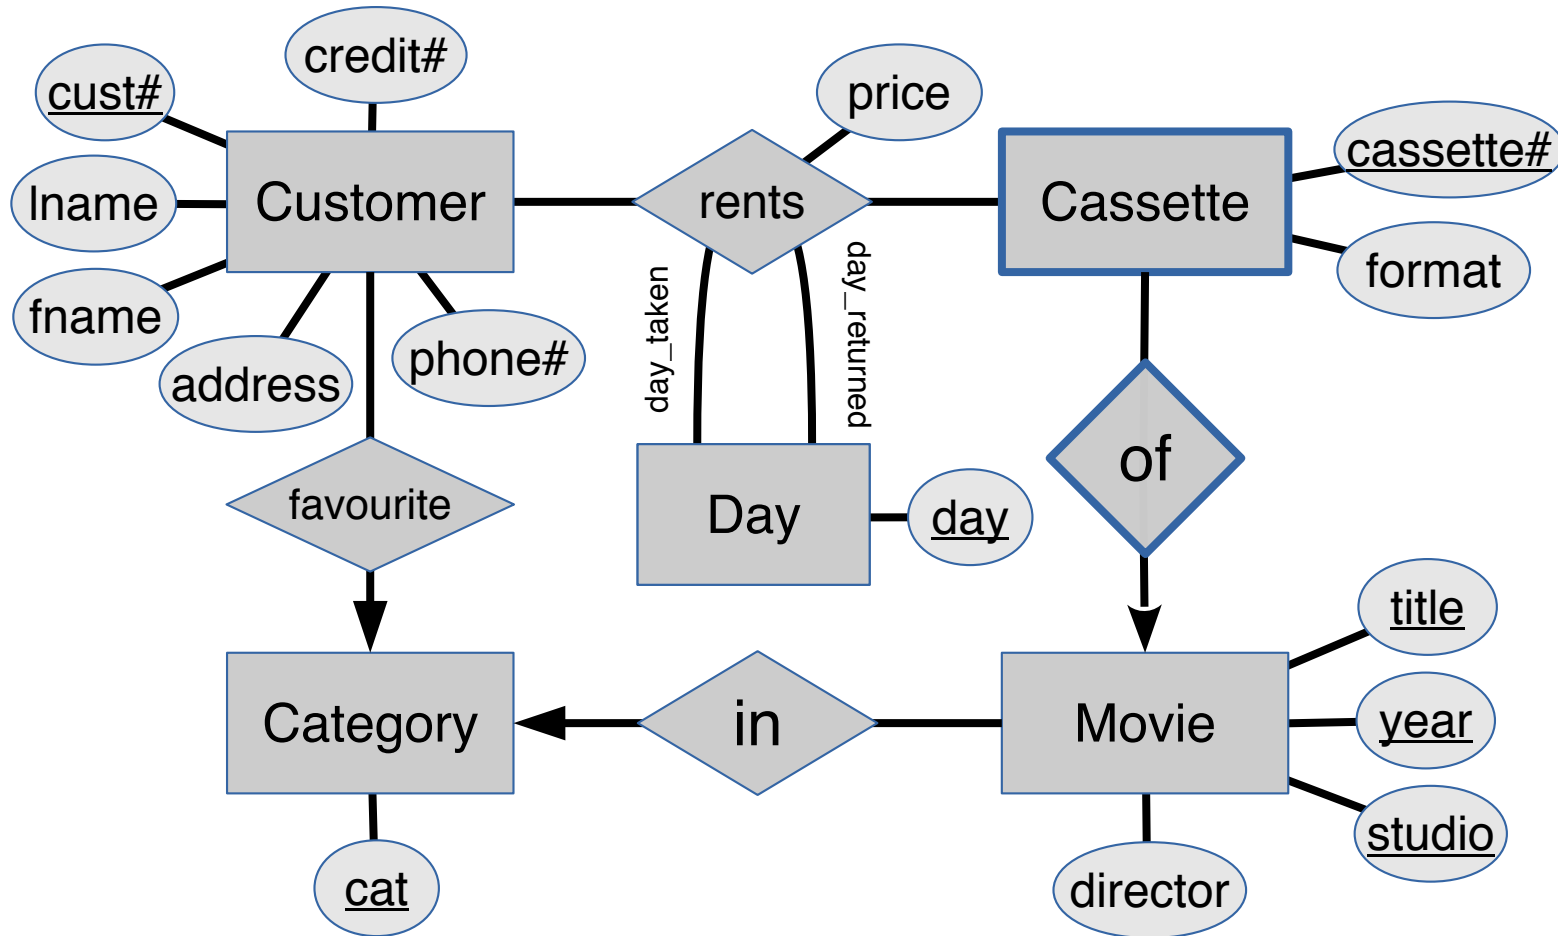 credit#
cust#
price
cassette#
Customer
rents
Cassette
lname
format
fname
address
phone#
day_taken
day_returned
of
favourite
Day
day
title
Category
in
Movie
year
studio
cat
director